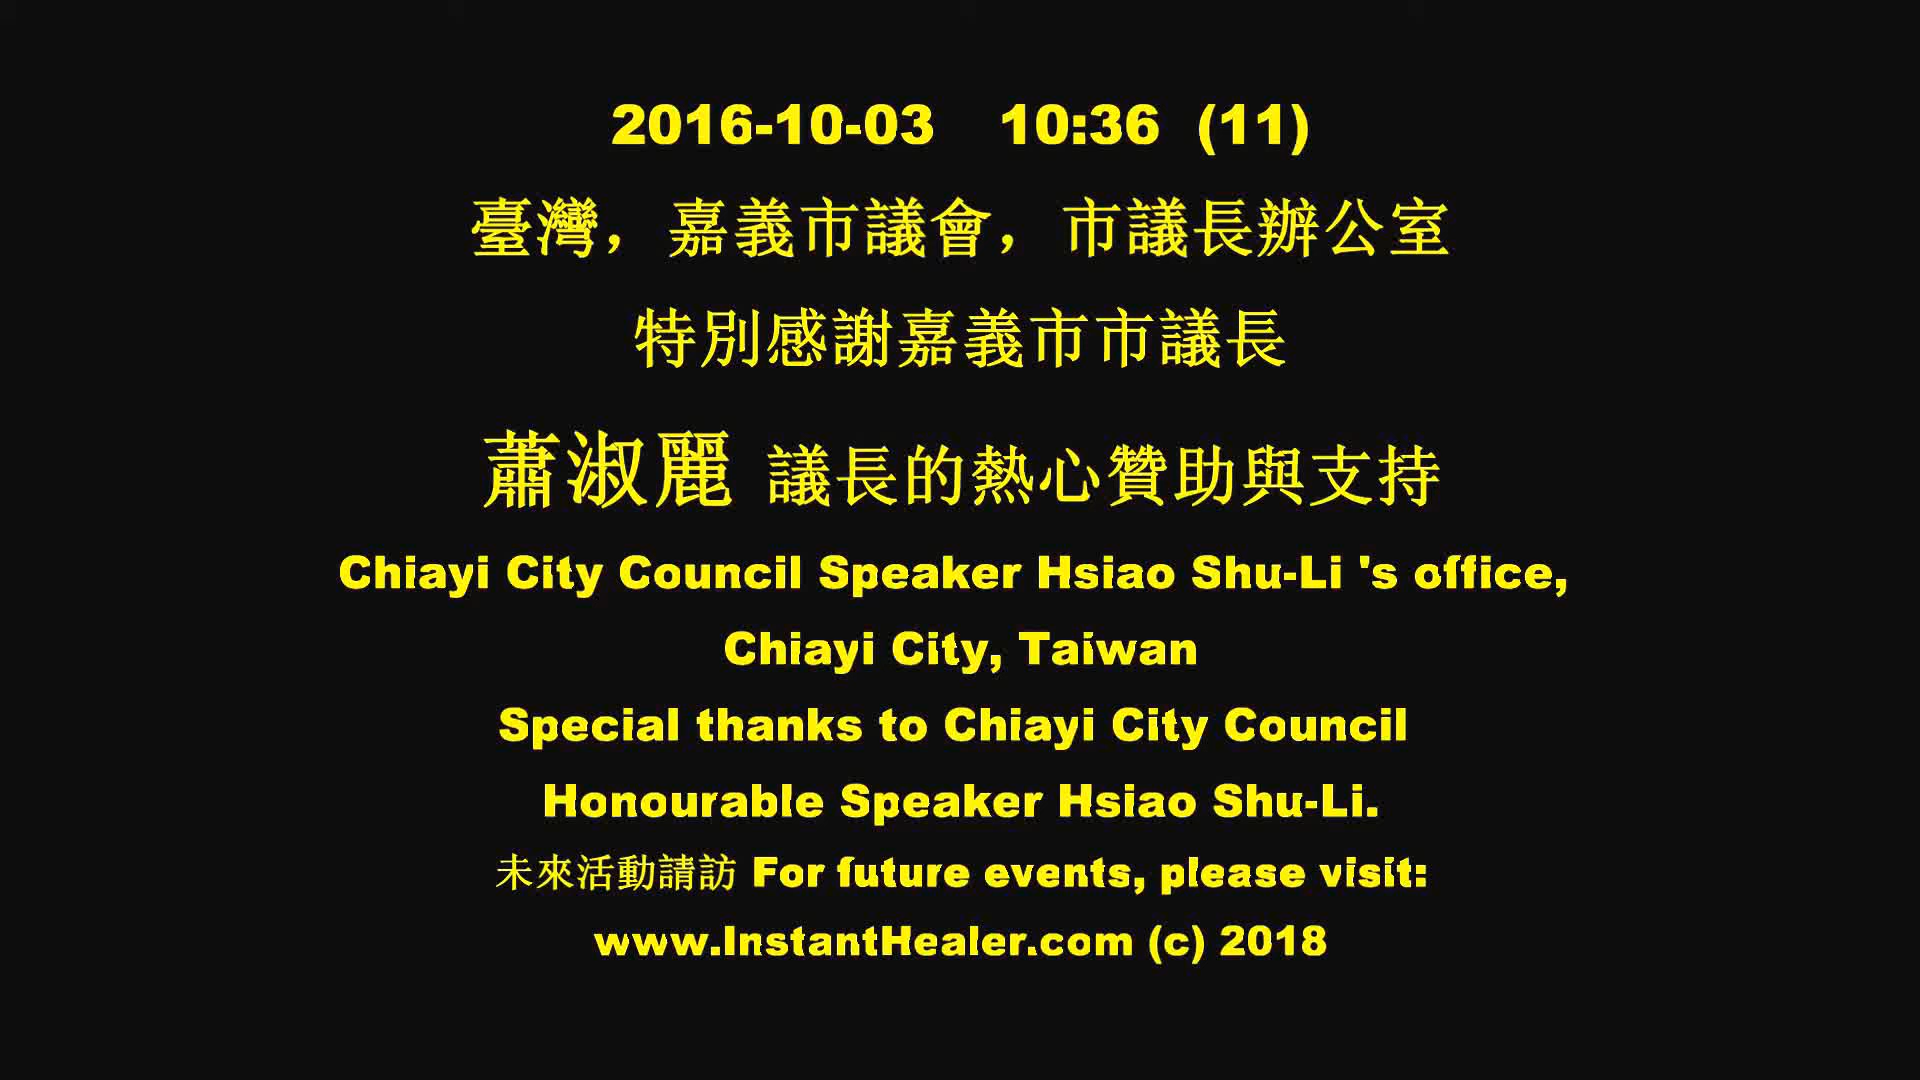 2016-10-03 10:36 (11)
臺灣，嘉義市議會，市議長辦公室
特別感謝嘉義市市議長
蕭淑麗 議長的熱心贊助與支持
Chiayi City Council Speaker Hsiao Shu-Li 's office,
Chiayi City, Taiwan
Special thanks to Chiayi City Council
Honourable Speaker Hsiao Shu-Li.
未來活動請訪 For future events, please visit:
www.InstantHealer.com (c) 2018